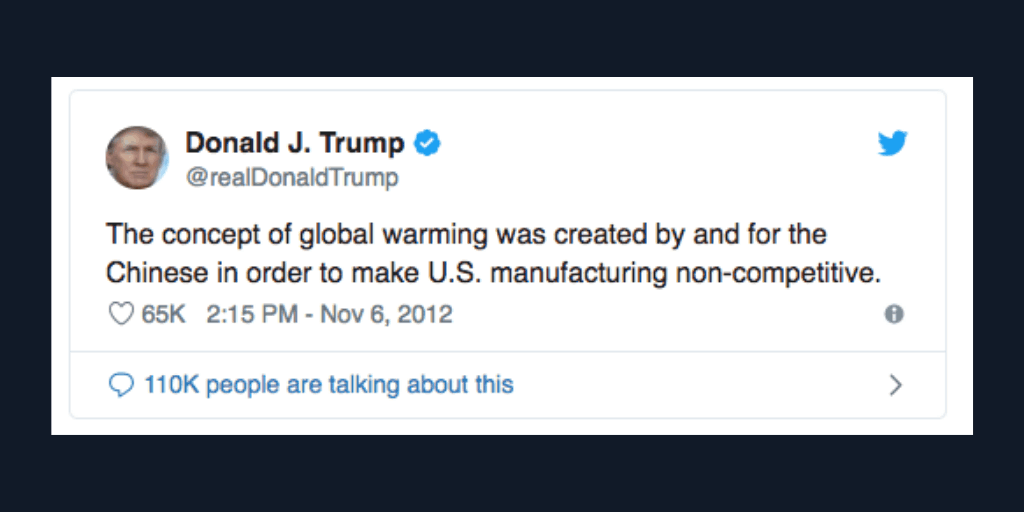 Donald J. Trump
@realDonaldTrump
The concept of global warming was created by and for the
Chinese in order to make U.S. manufacturing non-competitive.
65K 2:15 PM - Nov 6, 2012
110K people are talking about this